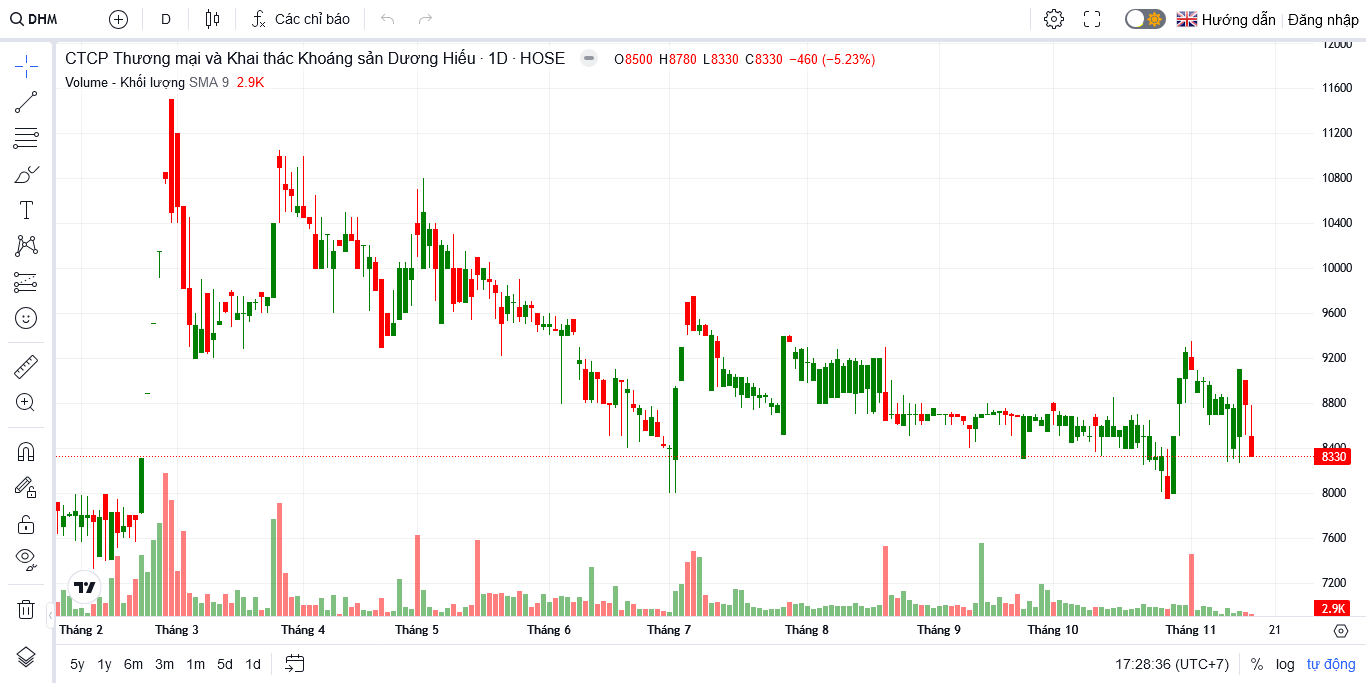 DHM D Các chỉ báo Hướng dẫn Đăng nhập
CTCP Thương mại và Khai thác Khoáng sản Dương Hiếu · 1D · HOSE O8500 H8780 L8330 C8330 −460 (−5.23%)
Volume - Khối lượng SMA 9 2.9K
12000
11600
11200
10800
10400
10000
9600
9200
8800
8400
8330
8000
7600
7200
2.9K
Tháng 2 Tháng 3 Tháng 4 Tháng 5 Tháng 6 Tháng 7 Tháng 8 Tháng 9 Tháng 10 Tháng 11 21
5y 1y 6m 3m 1m 5d 1d 17:28:36 (UTC+7) % log tự động